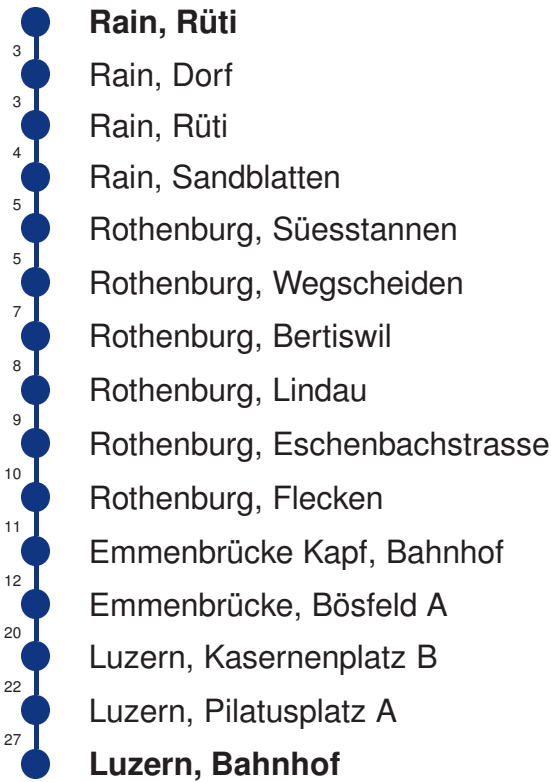 Rain, Rüti
3
Rain, Dorf
3
Rain, Rüti
4
Rain, Sandblatten
5
Rothenburg, Süesstannen
5
Rothenburg, Wegscheiden
7
Rothenburg, Bertiswil
8
Rothenburg, Lindau
9
Rothenburg, Eschenbachstrasse
10
Rothenburg, Flecken
11
Emmenbrücke Kapf, Bahnhof
12
Emmenbrücke, Bösfeld A
20
Luzern, Kasernenplatz B
22
Luzern, Pilatusplatz A
27
Luzern, Bahnhof